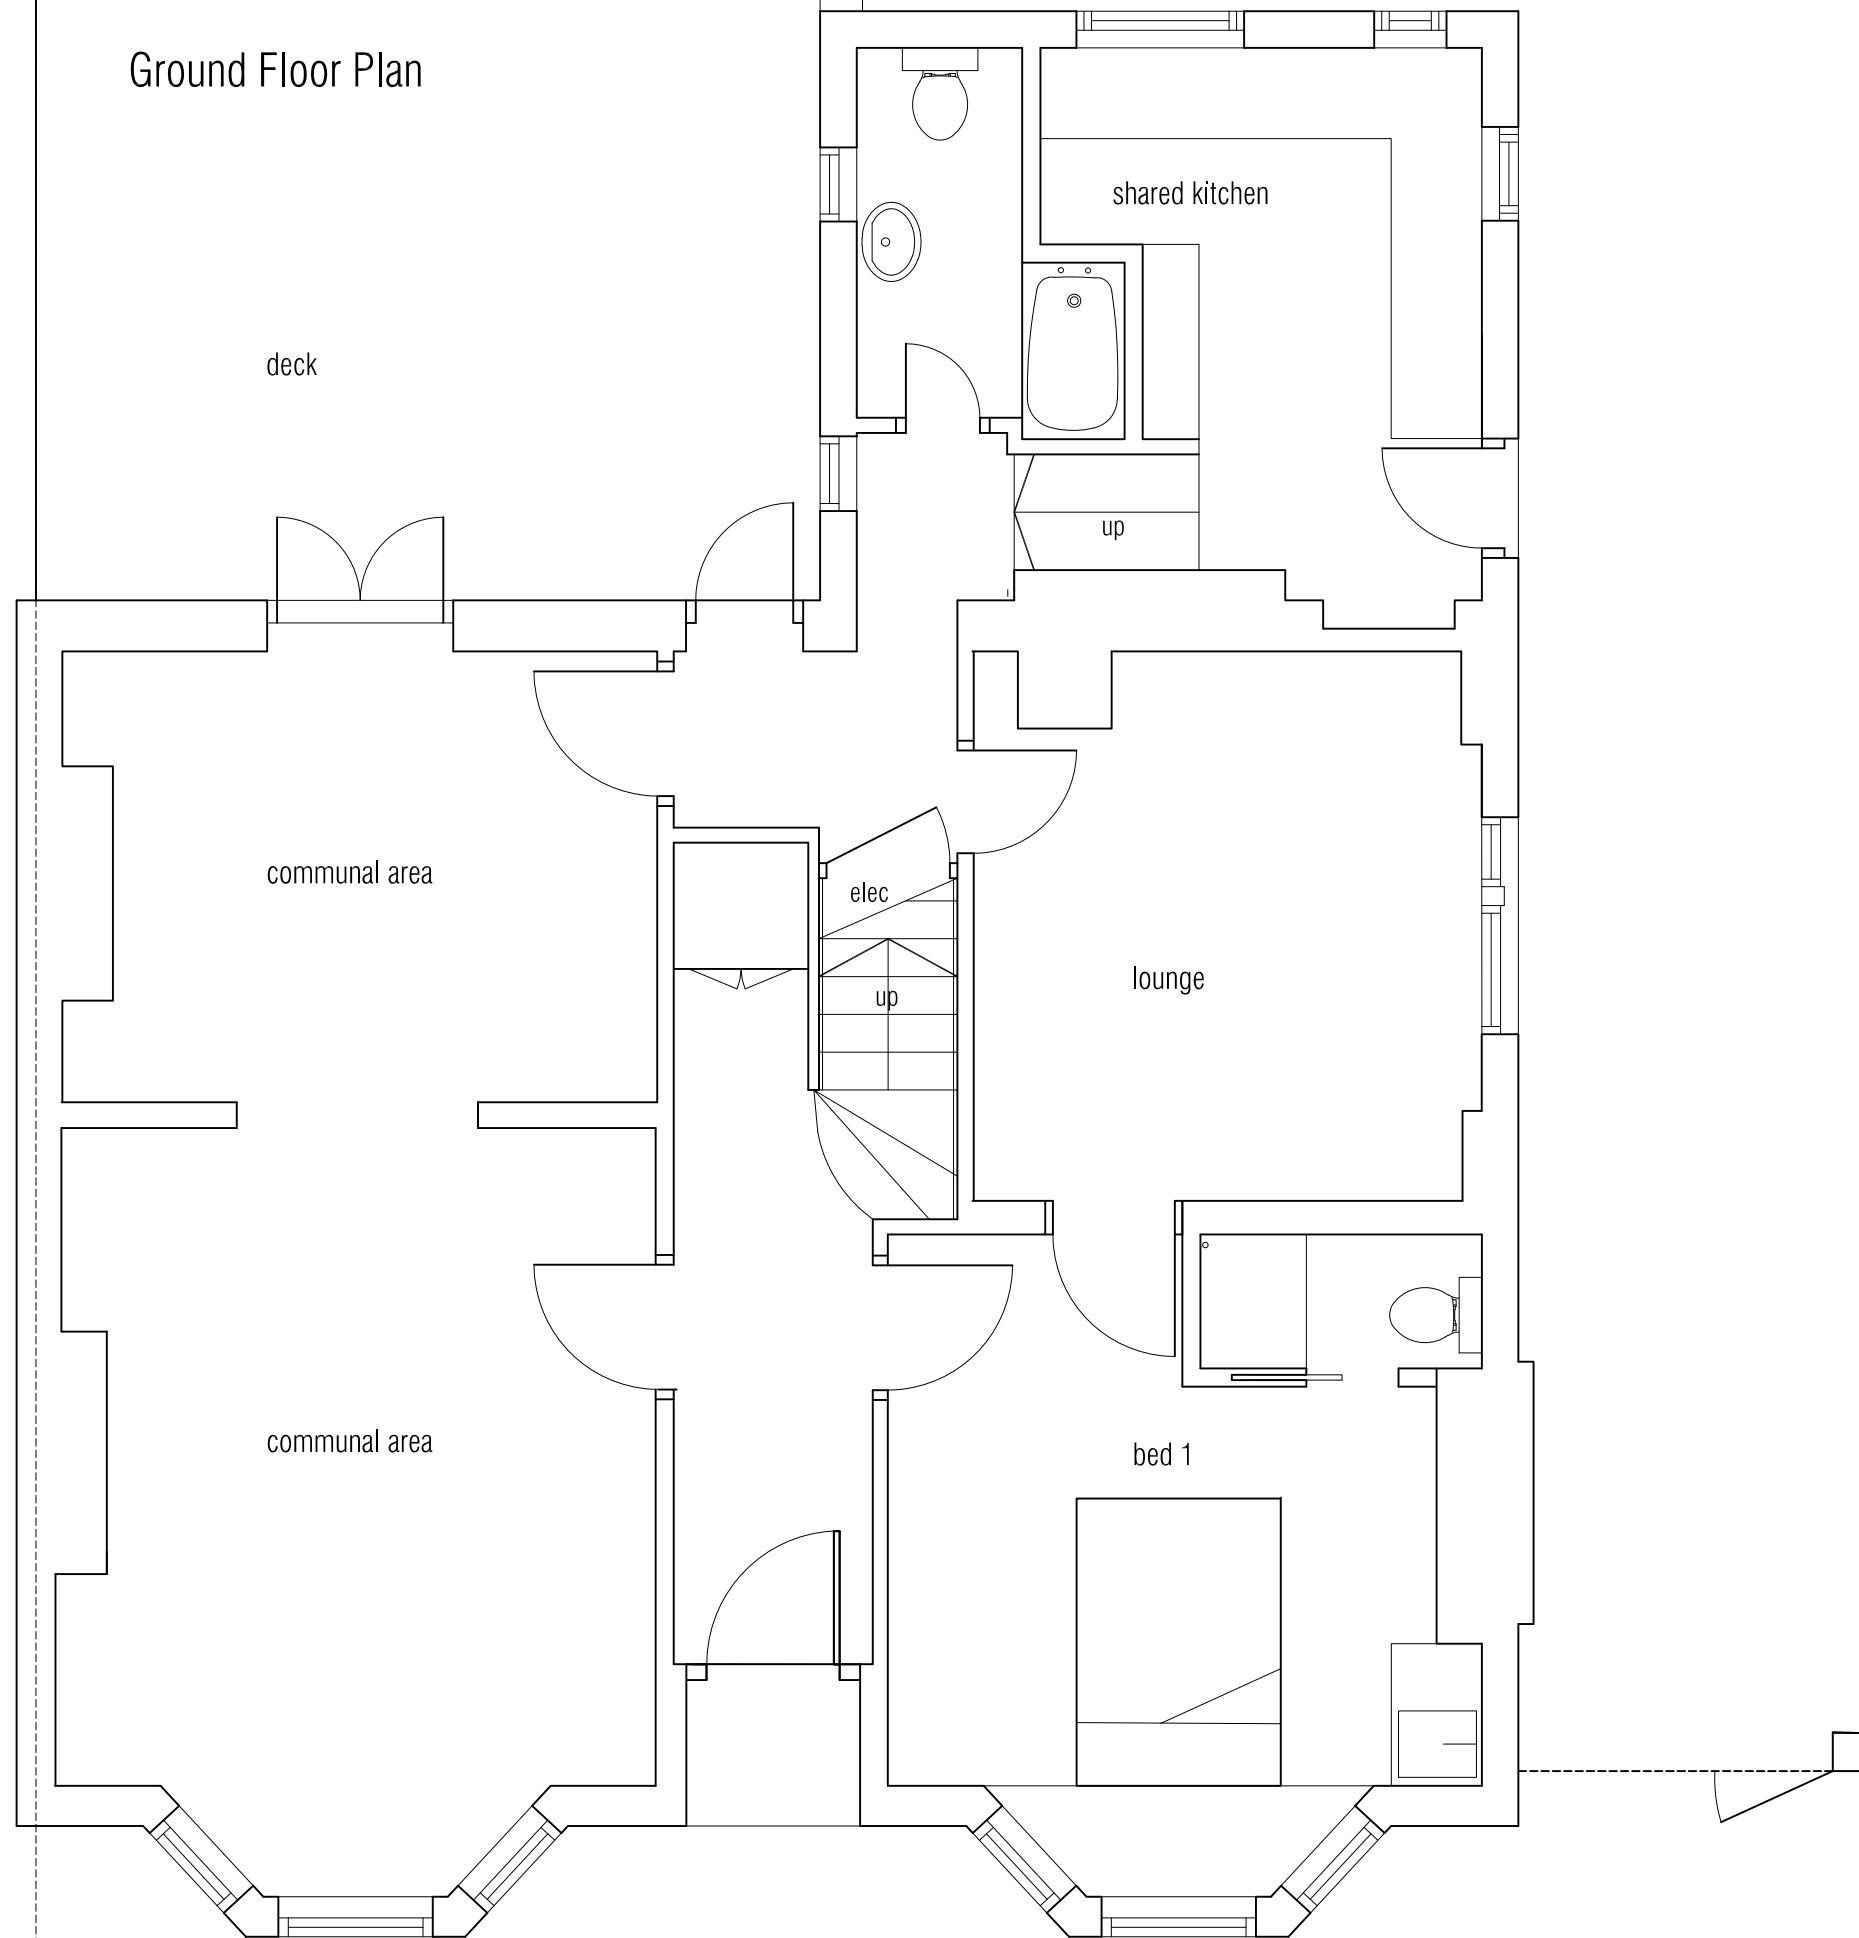 Ground Floor Plan
shared kitchen
deck
up
communal area
elec
lounge
up
communal area
bed 1